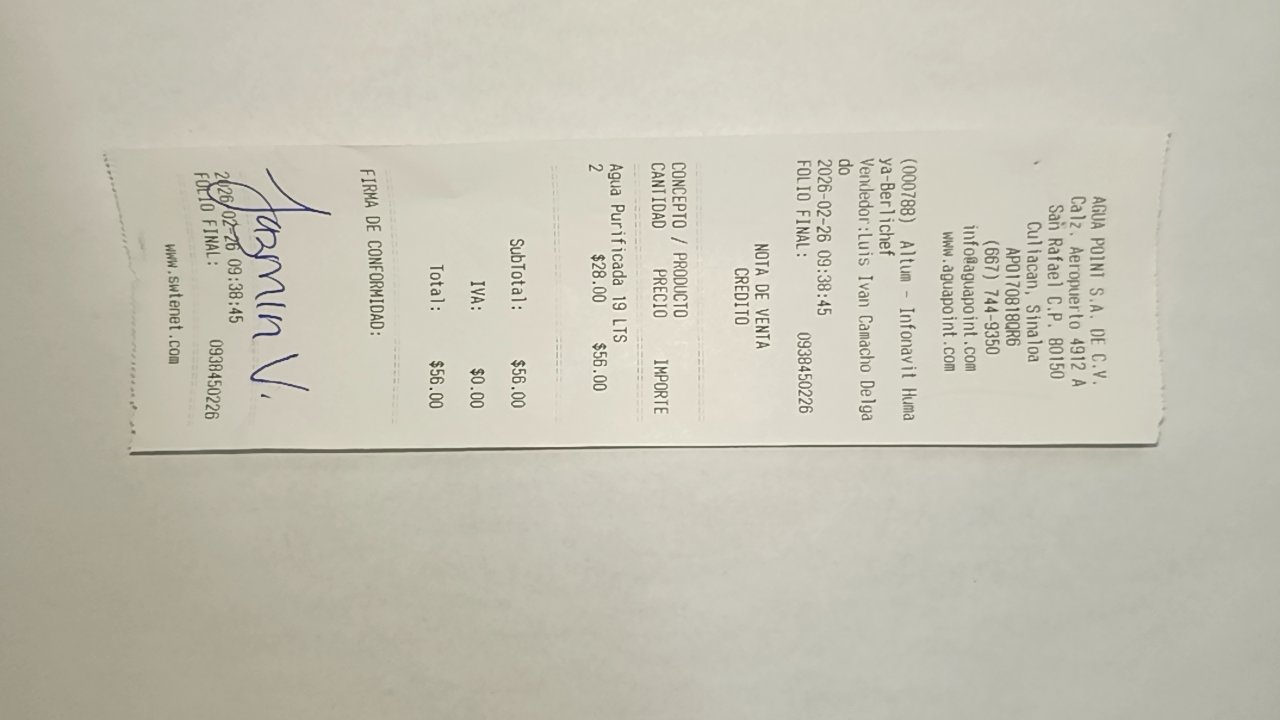 AGUA POINT S.A. DE C.V.
Calz. Aeropuerto 4912 A
San Rafael C.P. 80150
Culiacan, Sinaloa
APO170818QR6
(667) 744-9350
info@aguapoint.com
www.aguapoint.com
(000788) Altum - Infonavit Huma
ya-Berlichef
Vendedor:Luis Ivan Camacho Delga
do
2026-02-26 09:38:45
FOLIO FINAL: 0938450226
NOTA DE VENTA
CREDITO
CONCEPTO / PRODUCTO
CANTIDAD PRECIO IMPORTE
Agua Purificada 19 LTS
2 $28.00 $56.00
SubTotal: $56.00
IVA: $0.00
Total: $56.00
FIRMA DE CONFORMIDAD:
Jazmin V.
2026-02-26 09:38:45
FOLIO FINAL: 0938450226
www.swtenet.com